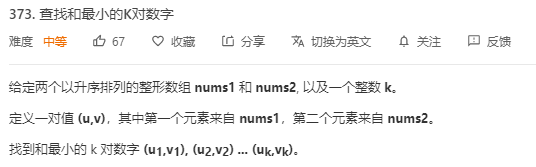 373. 查找和最小的K对数字
难度 中等 67 收藏 分享 切换为英文 关注 反馈
给定两个以升序排列的整形数组 nums1 和 nums2, 以及一个整数 k。
定义一对值 (u,v)，其中第一个元素来自 nums1，第二个元素来自 nums2。
找到和最小的 k 对数字 (u1,v1), (u2,v2) ... (uk,vk)。